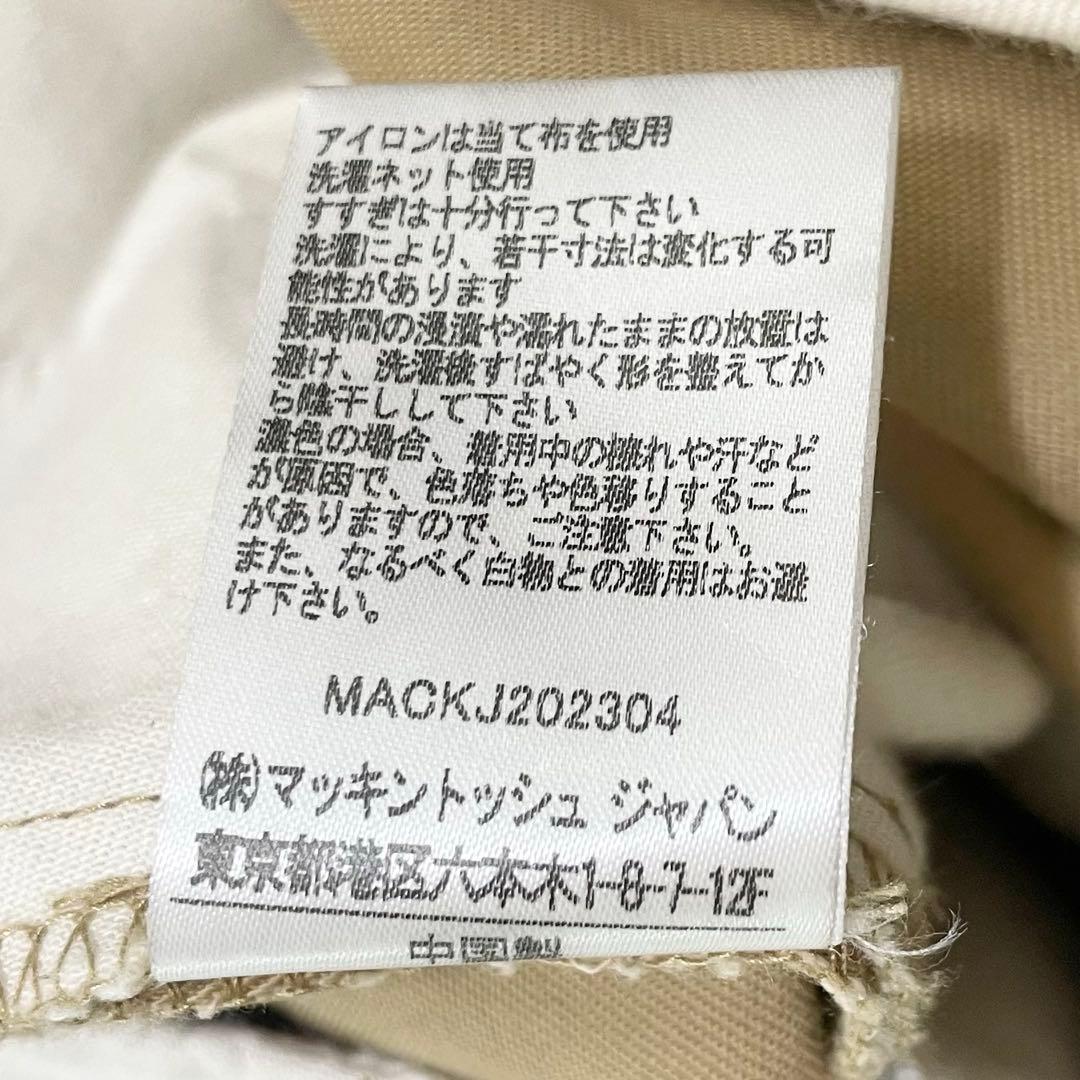 アイロンは当て布を使用
洗濯ネット使用
すすぎは十分行って下さい
洗濯により、若干寸法は変化する可
能性があります
長時間の浸漬や濡れたままの放置は
避け、洗濯後すばやく形を整えてか
ら陰干しして下さい
濃色の場合、着用中の擦れや汗など
が原因で、色落ちや色移りすること
がありますので、ご注意下さい。
また、なるべく白物との着用はお避
け下さい。
MACKJ202304
(株)マッキントッシュ ジャパン
東京都港区六本木1-8-7-12F
中国製